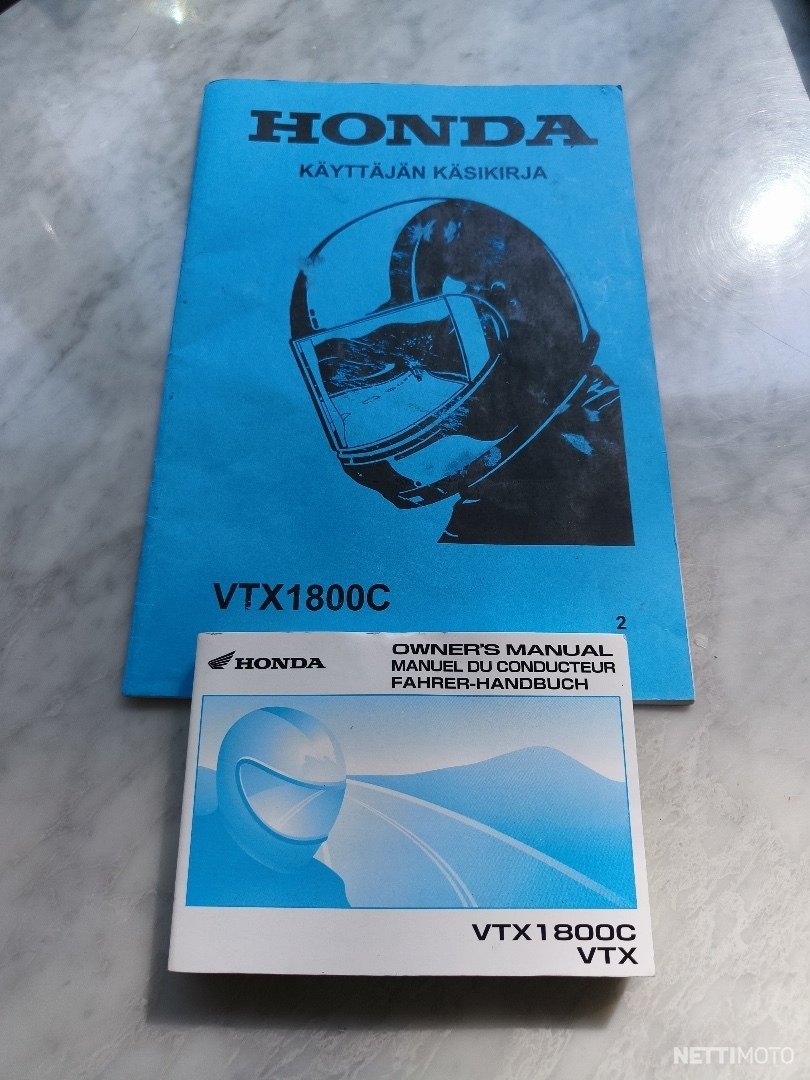 HONDA
KÄYTTÄJÄN KÄSIKIRJA
VTX1800C
2
HONDA
OWNER'S MANUAL
MANUEL DU CONDUCTEUR
FAHRER-HANDBUCH
VTX1800C
VTX
NETTIMOTO